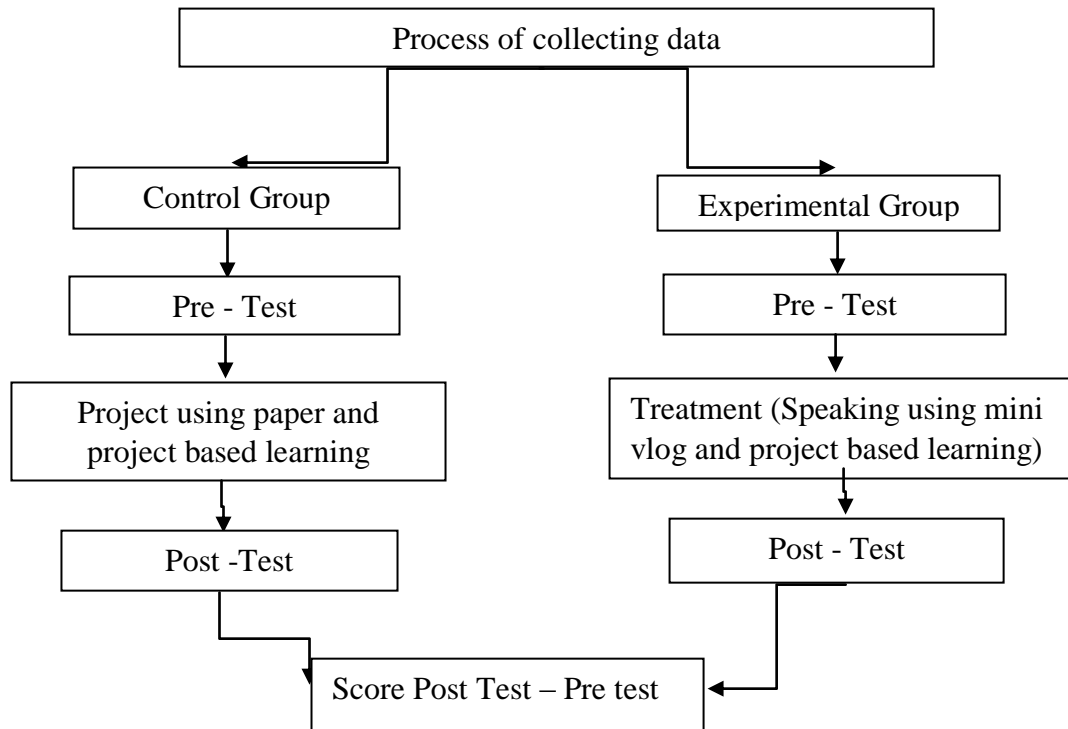 Process of collecting data
Control Group
Experimental Group
Pre - Test
Pre - Test
Project using paper and
project based learning
Treatment (Speaking using mini
vlog and project based learning)
Post -Test
Post - Test
Score Post Test – Pre test